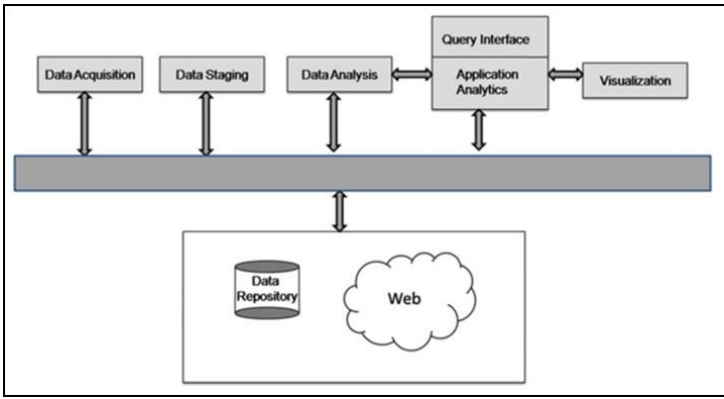 Data Acquisition
Data Staging
Data Analysis
Query Interface
Application
Analytics
Visualization
Data
Repository
Web